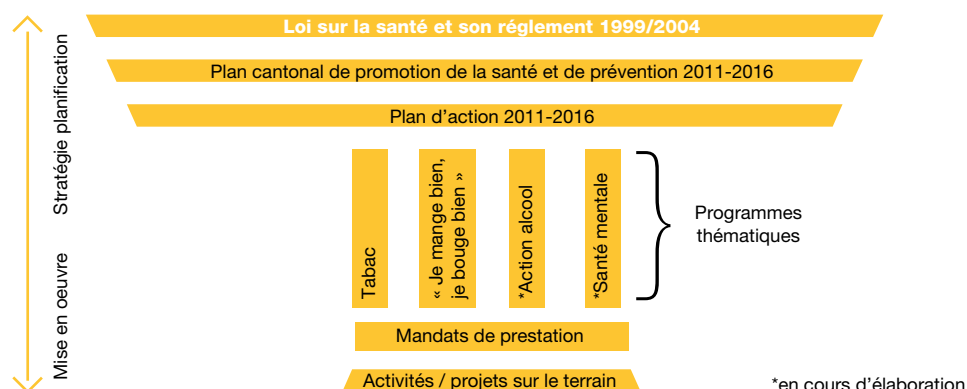 Loi sur la santé et son réglement 1999/2004
Plan cantonal de promotion de la santé et de prévention 2011-2016
Plan d'action 2011-2016
Stratégie planification
Mise en oeuvre
Tabac
« Je mange bien,
je bouge bien »
*Action alcool
*Santé mentale
Programmes
thématiques
Mandats de prestation
Activités / projets sur le terrain
*en cours d'élaboration